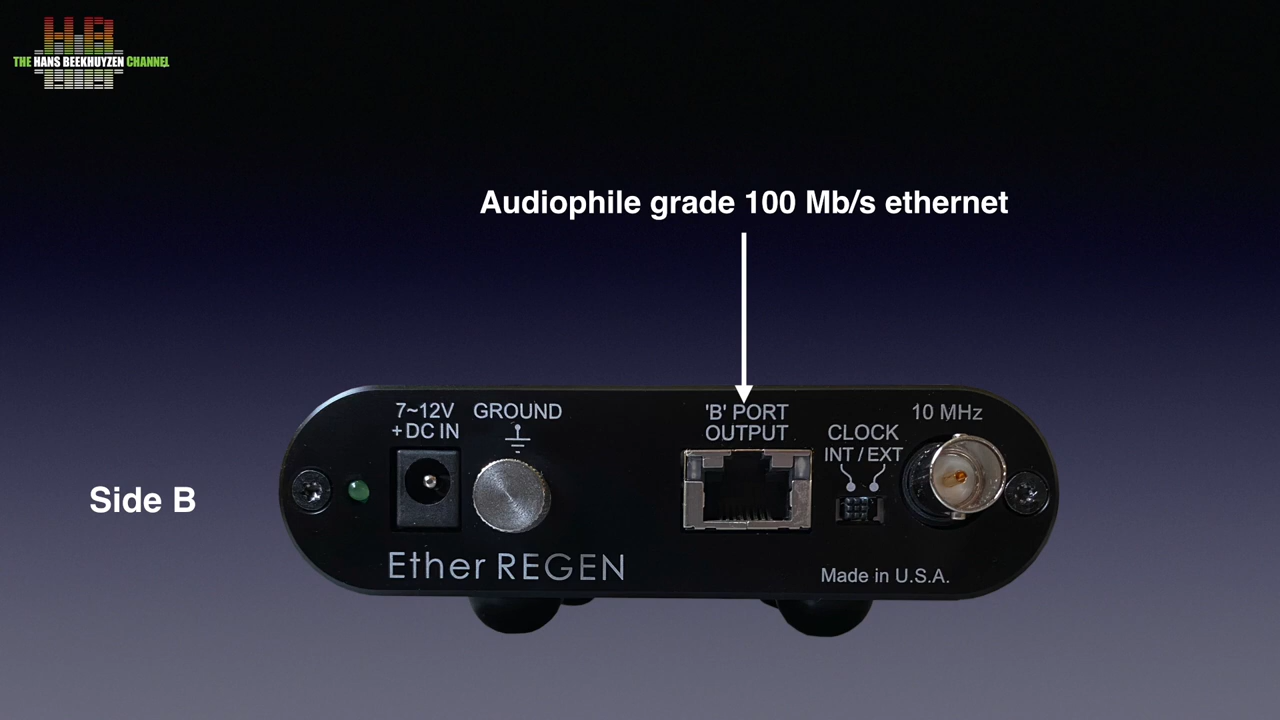 THE HANS BEEKHUYZEN CHANNEL
Audiophile grade 100 Mb/s ethernet
Side B
7~12V
+DC IN
GROUND
'B' PORT
OUTPUT
CLOCK
INT / EXT
10 MHz
Ether REGEN
Made in U.S.A.